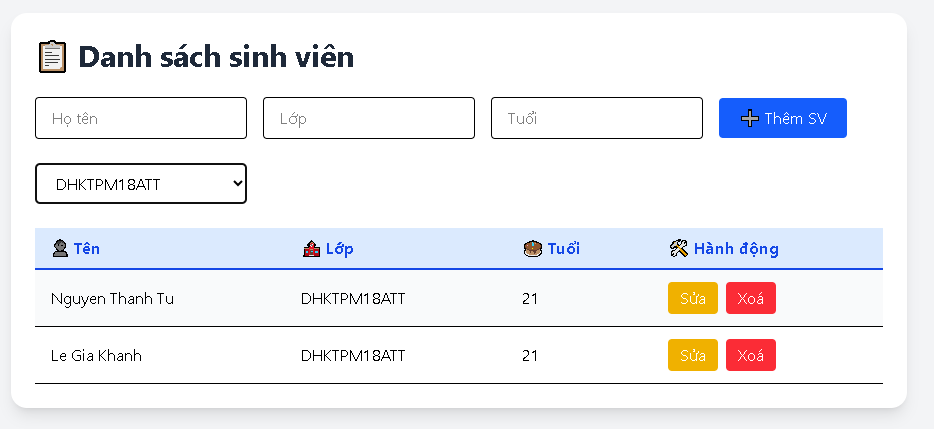 📋 Danh sách sinh viên
Họ tên Lớp Tuổi ➕ Thêm SV
DHKTPM18ATT
👤 Tên 🏫 Lớp 🎂 Tuổi 🛠 Hành động
Nguyen Thanh Tu DHKTPM18ATT 21 Sửa Xoá
Le Gia Khanh DHKTPM18ATT 21 Sửa Xoá